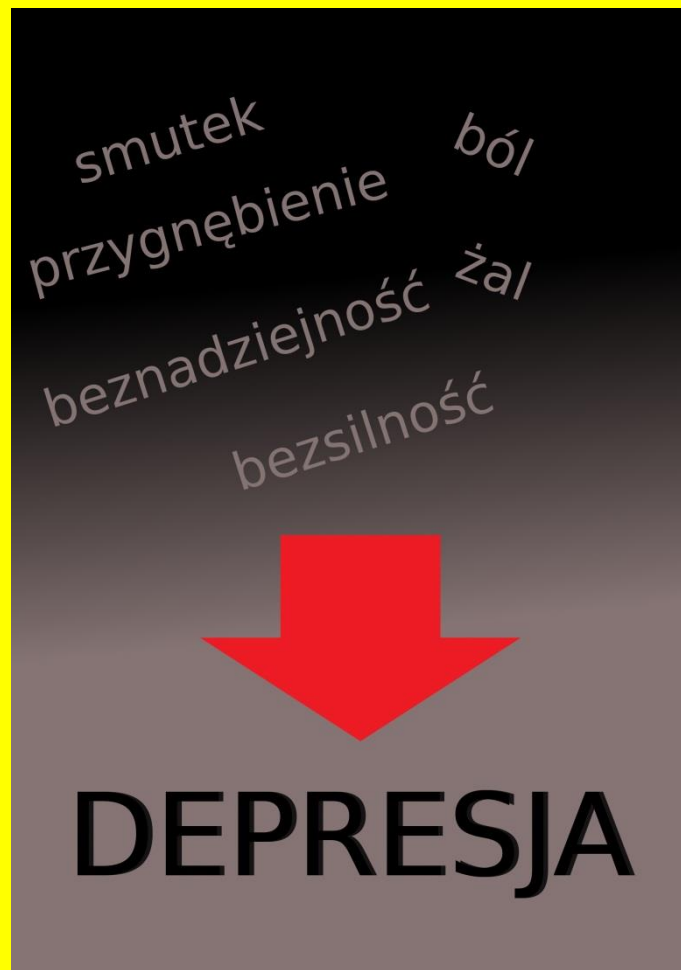 smutek
ból
przygnębienie
żal
beznadziejność
bezsilność
DEPRESJA